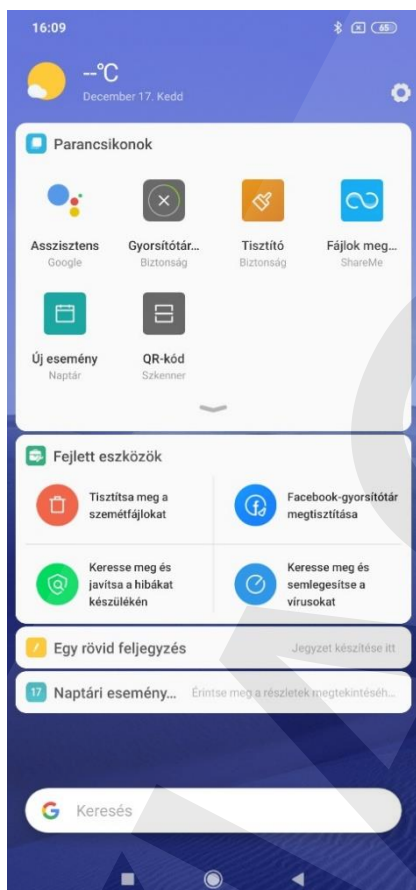 16:09
65
--°C
December 17. Kedd
Parancsikonok
Asszisztens
Google
Gyorsítótár...
Biztonság
Tisztító
Biztonság
Fájlok meg...
ShareMe
Új esemény
Naptár
QR-kód
Szkenner
Fejlett eszközök
Tisztítsa meg a
szemétfájlokat
Facebook-gyorsítótár
megtisztítása
Keresse meg és
javítsa a hibákat
készülékén
Keresse meg és
semlegesítse a
vírusokat
Egy rövid feljegyzés
Jegyzet készítése itt
17
Naptári esemény...
Érintse meg a részletek megtekintéséh...
G
Keresés